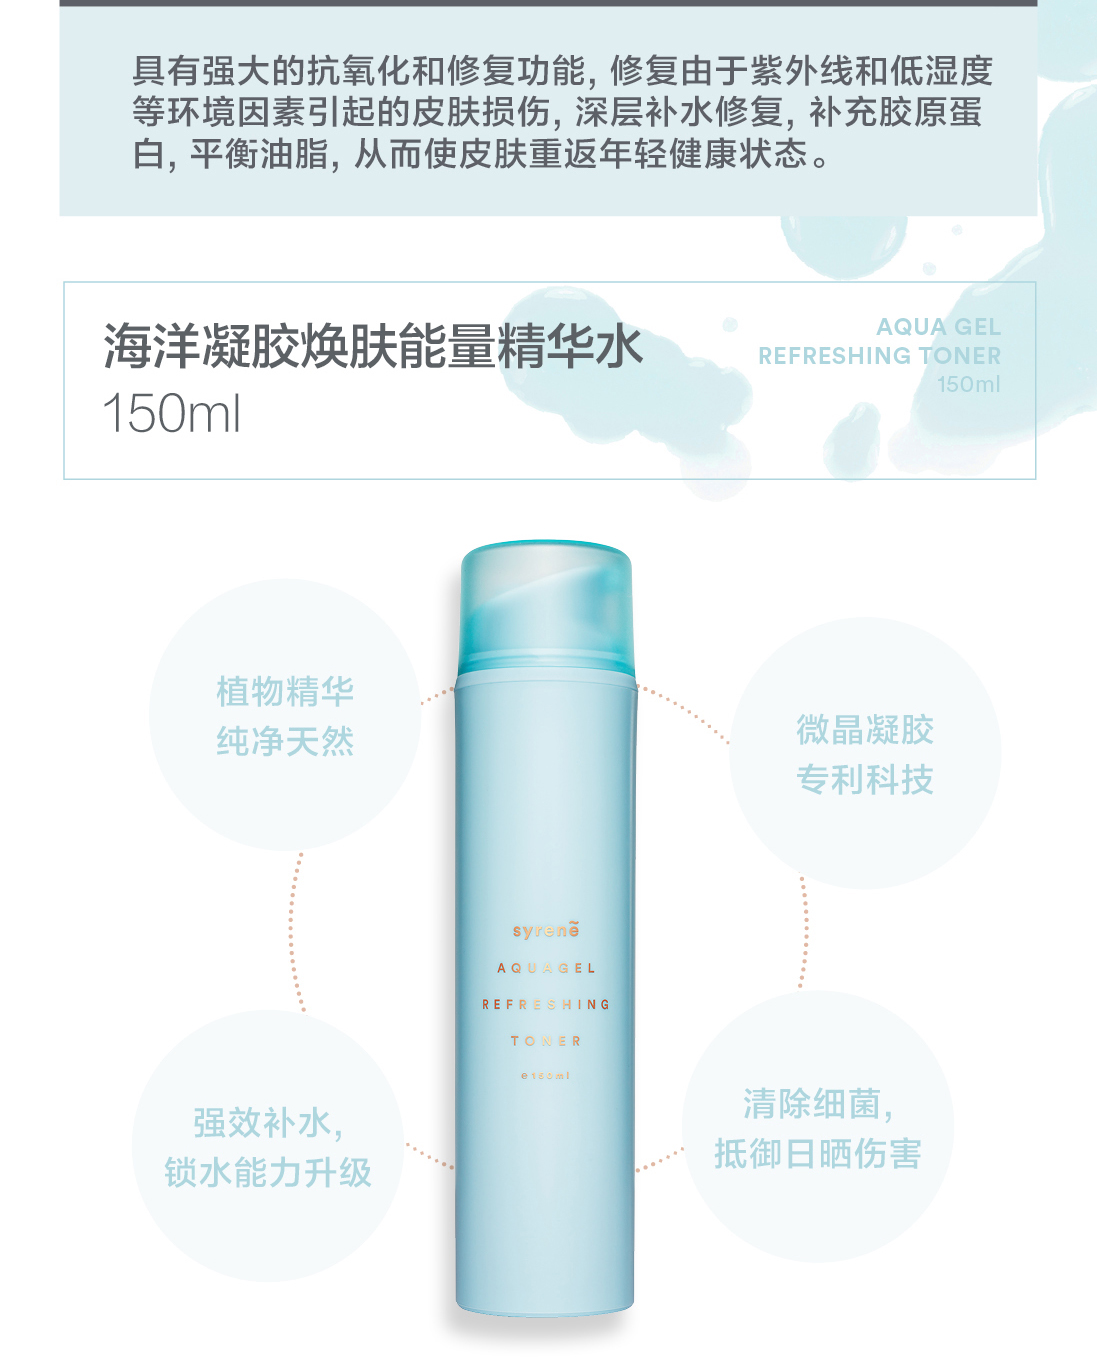 具有强大的抗氧化和修复功能, 修复由于紫外线和低湿度
等环境因素引起的皮肤损伤, 深层补水修复, 补充胶原蛋
白, 平衡油脂, 从而使皮肤重返年轻健康状态。
海洋凝胶焕肤能量精华水
150ml
AQUA GEL
REFRESHING TONER
150ml
植物精华
纯净天然
微晶凝胶
专利科技
syrenẽ
AQUAGEL
REFRESHING
TONER
℮150ml
强效补水,
锁水能力升级
清除细菌,
抵御日晒伤害